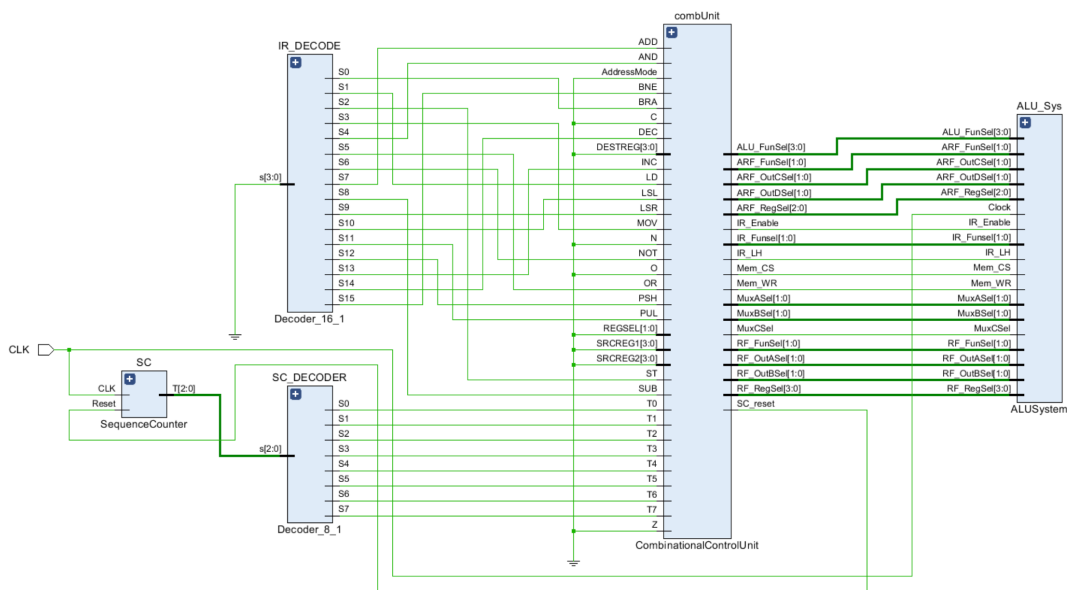 combUnit
IR_DECODE
ADD
AND
AddressMode
BNE
BRA
C
DEC
DESTREG[3:0]
INC
LD
LSL
LSR
MOV
N
NOT
O
OR
PSH
PUL
REGSEL[1:0]
SRCREG1[3:0]
SRCREG2[3:0]
ST
SUB
T0
T1
T2
T3
T4
T5
T6
T7
Z
CombinationalControlUnit
S0
S1
S2
S3
S4
S5
S6
S7
S8
S9
S10
S11
S12
S13
S14
S15
s[3:0]
Decoder_16_1
CLK
SC
CLK
T[2:0]
Reset
SequenceCounter
SC_DECODER
S0
S1
S2
S3
S4
S5
S6
S7
s[2:0]
Decoder_8_1
ALU_FunSel[3:0]
ARF_FunSel[1:0]
ARF_OutCSel[1:0]
ARF_OutDSel[1:0]
ARF_RegSel[2:0]
IR_Enable
IR_Funsel[1:0]
IR_LH
Mem_CS
Mem_WR
MuxASel[1:0]
MuxBSel[1:0]
MuxCSel
RF_FunSel[1:0]
RF_OutASel[1:0]
RF_OutBSel[1:0]
RF_RegSel[3:0]
SC_reset
ALU_Sys
ALU_FunSel[3:0]
ARF_FunSel[1:0]
ARF_OutCSel[1:0]
ARF_OutDSel[1:0]
ARF_RegSel[2:0]
Clock
IR_Enable
IR_Funsel[1:0]
IR_LH
Mem_CS
Mem_WR
MuxASel[1:0]
MuxBSel[1:0]
MuxCSel
RF_FunSel[1:0]
RF_OutASel[1:0]
RF_OutBSel[1:0]
RF_RegSel[3:0]
ALUSystem